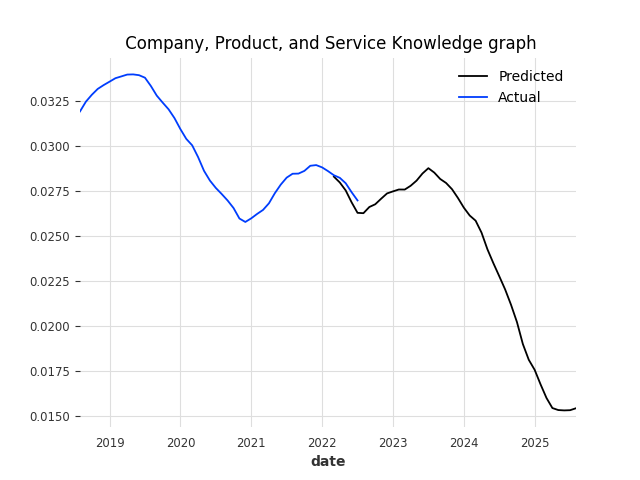 Company, Product, and Service Knowledge graph
Predicted
Actual
0.0325
0.0300
0.0275
0.0250
0.0225
0.0200
0.0175
0.0150
2019 2020 2021 2022 2023 2024 2025
date